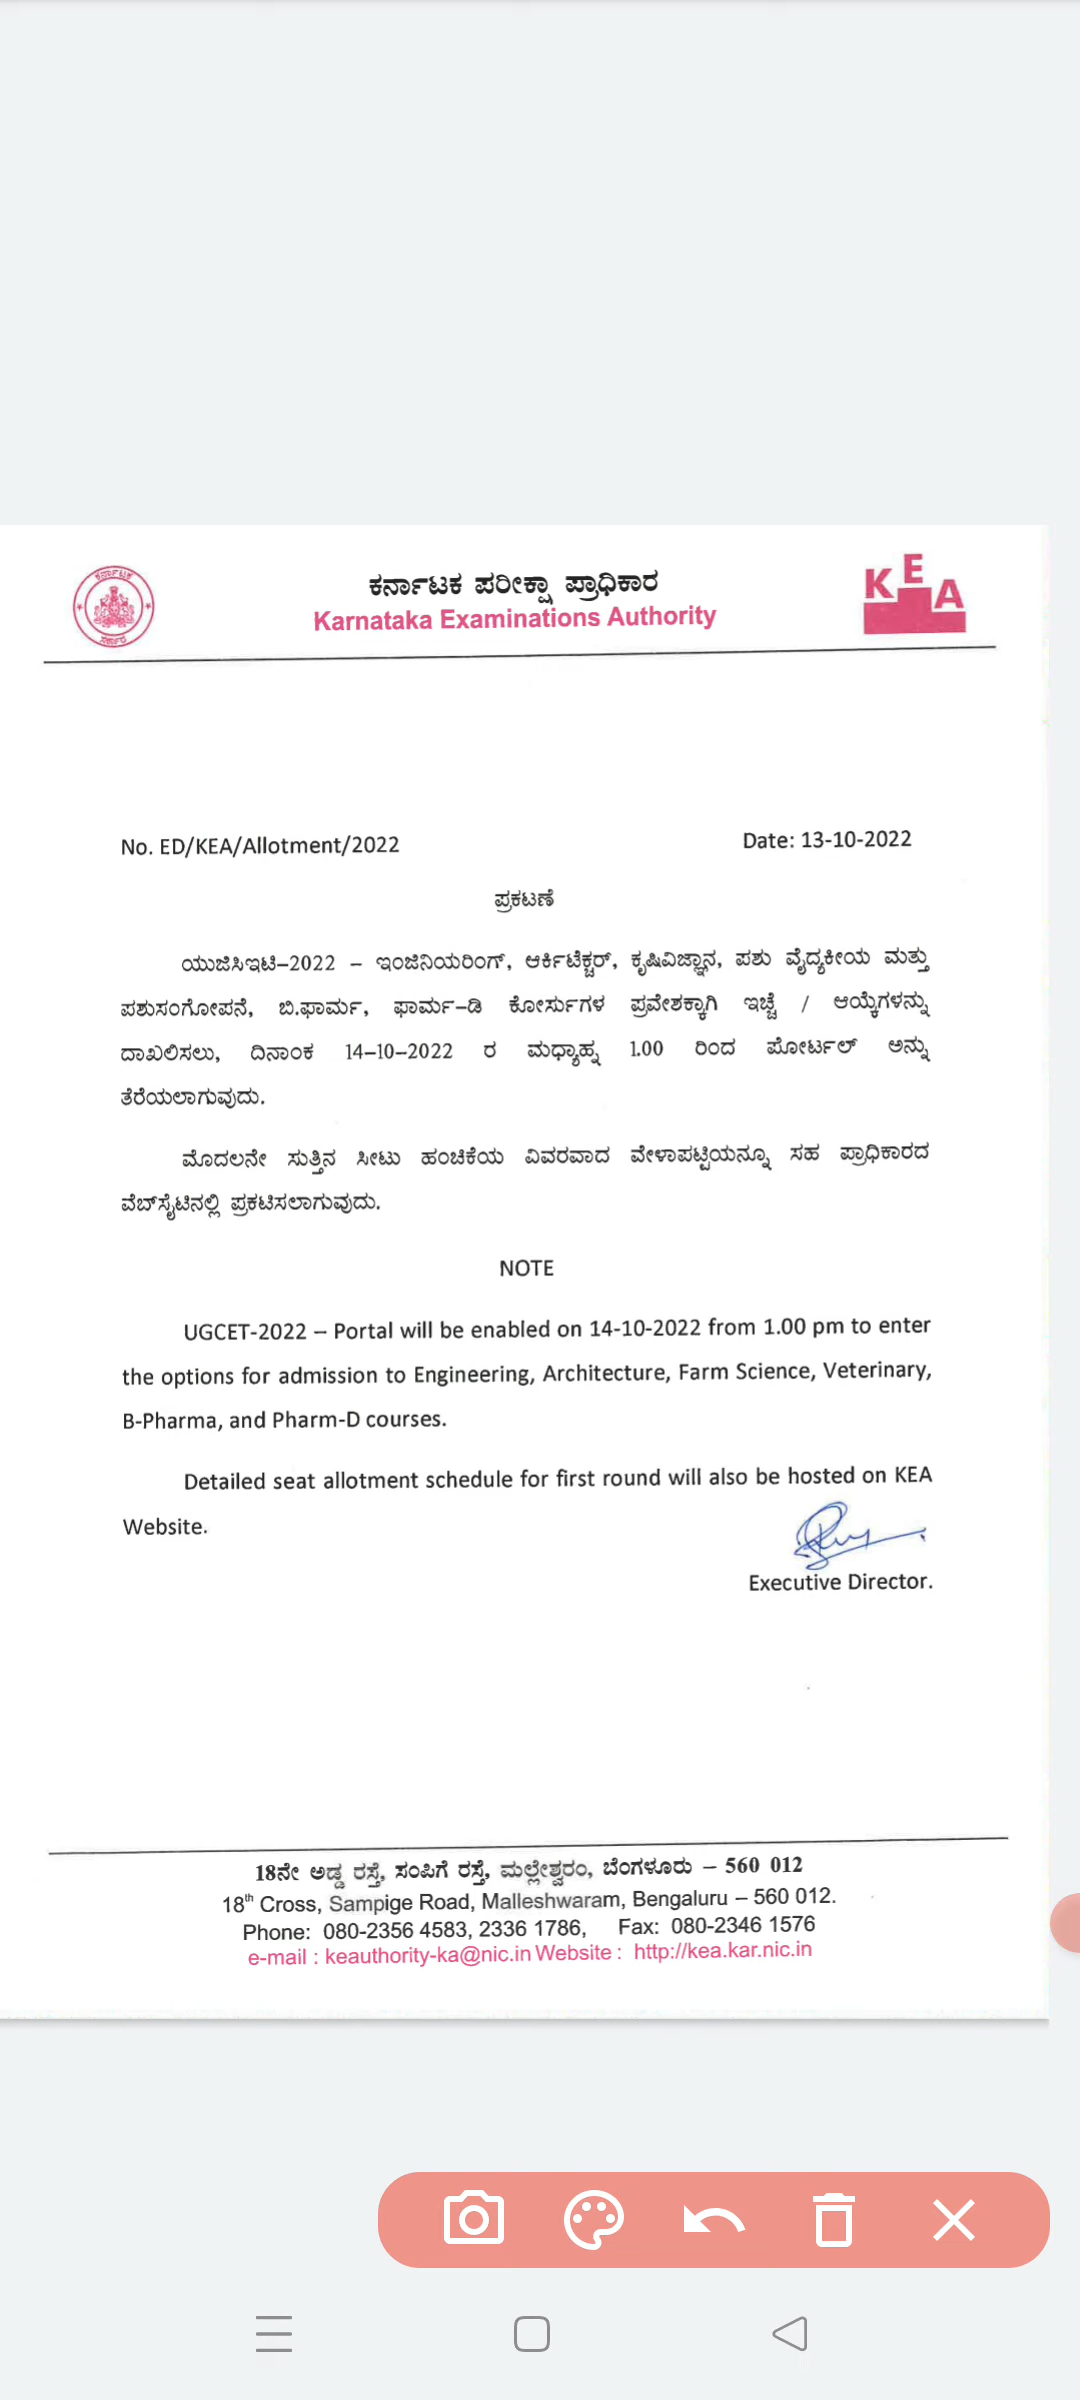 ಕರ್ನಾಟಕ
ಸರ್ಕಾರ
ಕರ್ನಾಟಕ ಪರೀಕ್ಷಾ ಪ್ರಾಧಿಕಾರ
Karnataka Examinations Authority
KEA
No. ED/KEA/Allotment/2022 Date: 13-10-2022
ಪ್ರಕಟಣೆ
ಯುಜಿಸಿಇಟಿ–2022 – ಇಂಜಿನಿಯರಿಂಗ್, ಆರ್ಕಿಟೆಕ್ಚರ್, ಕೃಷಿವಿಜ್ಞಾನ, ಪಶು ವೈದ್ಯಕೀಯ ಮತ್ತು
ಪಶುಸಂಗೋಪನೆ, ಬಿ.ಫಾರ್ಮ, ಫಾರ್ಮ–ಡಿ ಕೋರ್ಸುಗಳ ಪ್ರವೇಶಕ್ಕಾಗಿ ಇಚ್ಛೆ / ಆಯ್ಕೆಗಳನ್ನು
ದಾಖಲಿಸಲು, ದಿನಾಂಕ 14–10–2022 ರ ಮಧ್ಯಾಹ್ನ 1.00 ರಿಂದ ಪೋರ್ಟಲ್ ಅನ್ನು
ತೆರೆಯಲಾಗುವುದು.
ಮೊದಲನೇ ಸುತ್ತಿನ ಸೀಟು ಹಂಚಿಕೆಯ ವಿವರವಾದ ವೇಳಾಪಟ್ಟಿಯನ್ನೂ ಸಹ ಪ್ರಾಧಿಕಾರದ
ವೆಬ್‌ಸೈಟಿನಲ್ಲಿ ಪ್ರಕಟಿಸಲಾಗುವುದು.
NOTE
UGCET-2022 – Portal will be enabled on 14-10-2022 from 1.00 pm to enter
the options for admission to Engineering, Architecture, Farm Science, Veterinary,
B-Pharma, and Pharm-D courses.
Detailed seat allotment schedule for first round will also be hosted on KEA
Website.
Executive Director.
18ನೇ ಅಡ್ಡ ರಸ್ತೆ, ಸಂಪಿಗೆ ರಸ್ತೆ, ಮಲ್ಲೇಶ್ವರಂ, ಬೆಂಗಳೂರು – 560 012
18th Cross, Sampige Road, Malleshwaram, Bengaluru – 560 012.
Phone: 080-2356 4583, 2336 1786, Fax: 080-2346 1576
e-mail : keauthority-ka@nic.in Website : http://kea.kar.nic.in